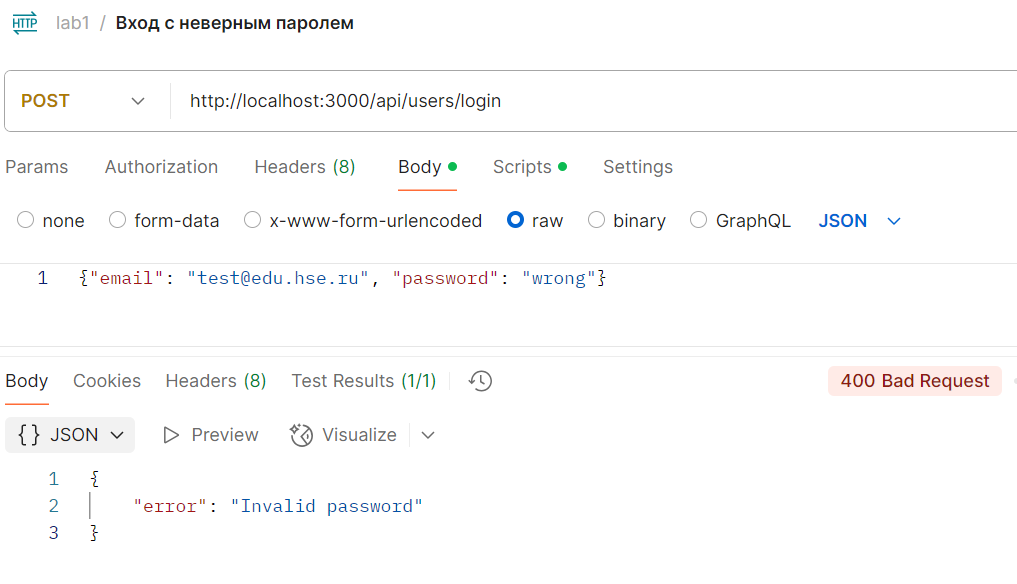 HTTP lab1 / Вход с неверным паролем
POST http://localhost:3000/api/users/login
Params Authorization Headers (8) Body Scripts Settings
none form-data x-www-form-urlencoded raw binary GraphQL JSON
1 {"email": "test@edu.hse.ru", "password": "wrong"}
Body Cookies Headers (8) Test Results (1/1) 400 Bad Request
{} JSON Preview Visualize
1 {
2 "error": "Invalid password"
3 }